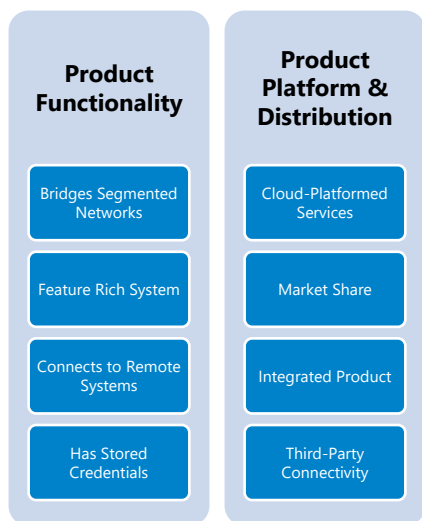 Product
Functionality
Bridges Segmented
Networks
Feature Rich System
Connects to Remote
Systems
Has Stored
Credentials
Product
Platform &
Distribution
Cloud-Platformed
Services
Market Share
Integrated Product
Third-Party
Connectivity